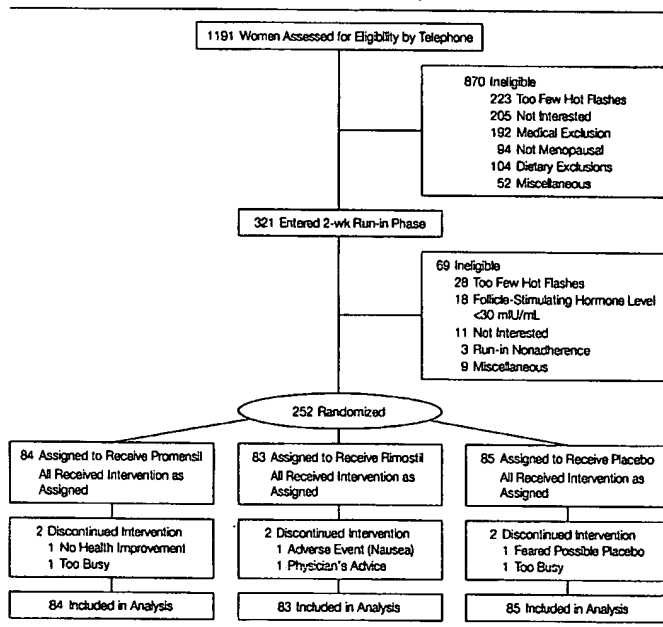 1191 Women Assessed for Eligibility by Telephone
870 Ineligible
223 Too Few Hot Flashes
205 Not Interested
192 Medical Exclusion
94 Not Menopausal
104 Dietary Exclusions
52 Miscellaneous
321 Entered 2-wk Run-in Phase
69 Ineligible
28 Too Few Hot Flashes
18 Follicle-Stimulating Hormone Level
<30 mIU/mL
11 Not Interested
3 Run-in Nonadherence
9 Miscellaneous
252 Randomized
84 Assigned to Receive Promensil
All Received Intervention as
Assigned
2 Discontinued Intervention
1 No Health Improvement
1 Too Busy
84 Included in Analysis
83 Assigned to Receive Rimostil
All Received Intervention as
Assigned
2 Discontinued Intervention
1 Adverse Event (Nausea)
1 Physician's Advice
83 Included in Analysis
85 Assigned to Receive Placebo
All Received Intervention as
Assigned
2 Discontinued Intervention
1 Feared Possible Placebo
1 Too Busy
85 Included in Analysis